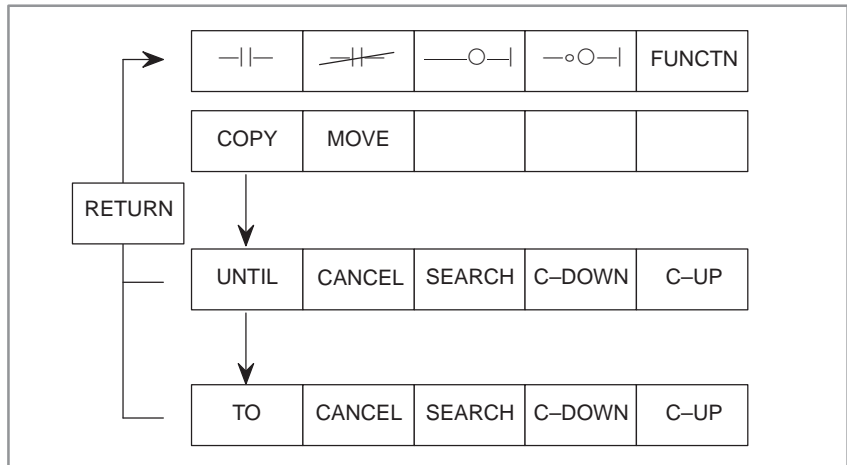 FUNCTN
COPY MOVE
RETURN
UNTIL CANCEL SEARCH C–DOWN C–UP
TO CANCEL SEARCH C–DOWN C–UP